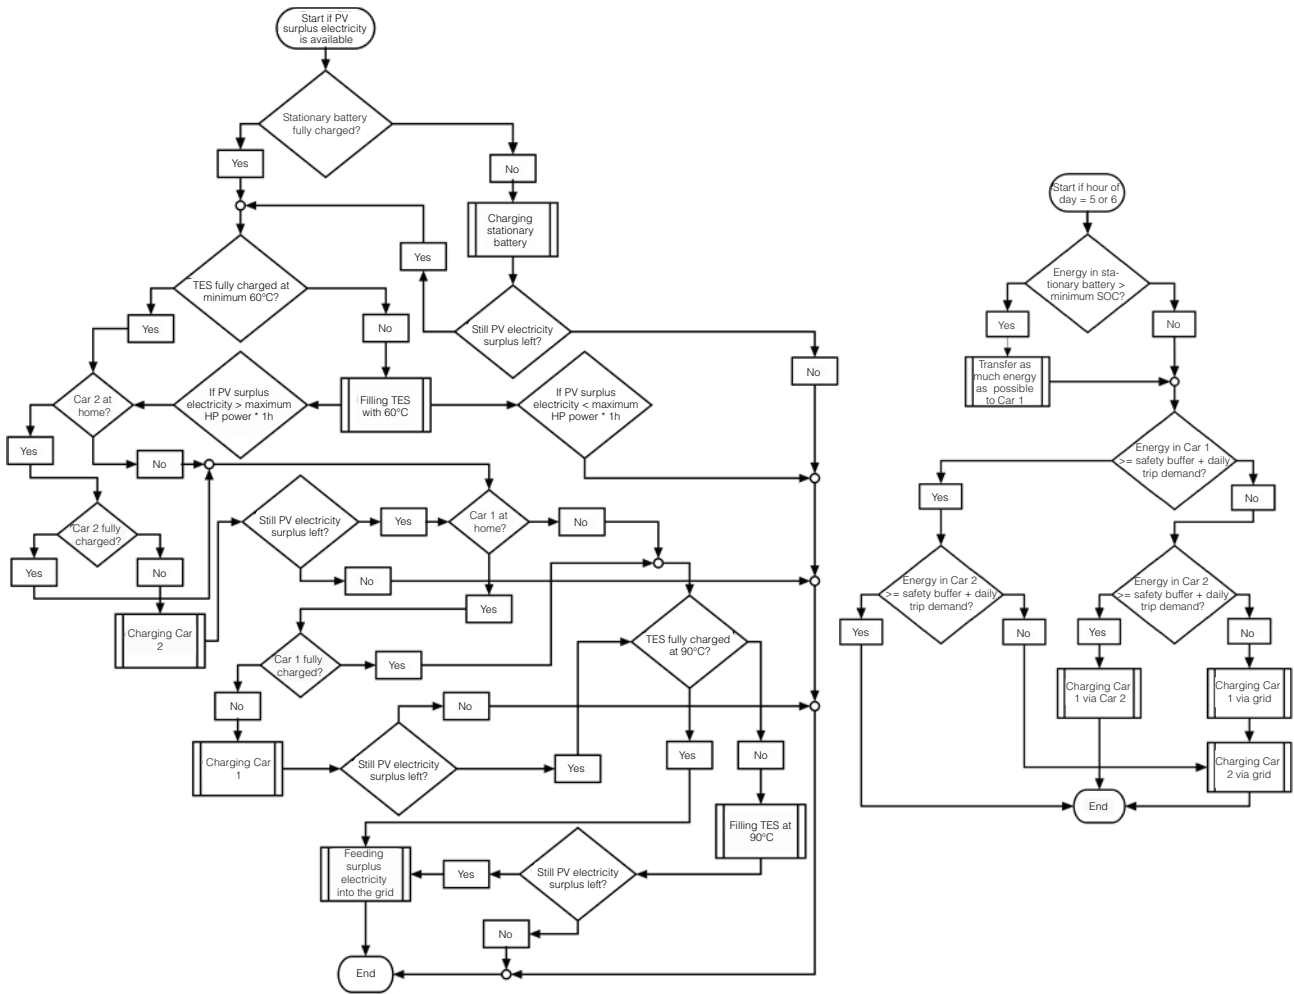 Start if PV
surplus electricity
is available
Stationary battery
fully charged?
Yes
No
Charging
stationary
battery
Yes
TES fully charged at
minimum 60°C?
Still PV electricity
surplus left?
Yes
No
No
Car 2 at
home?
If PV surplus
electricity > maximum
HP power * 1h
Filling TES
with 60°C
If PV surplus
electricity < maximum
HP power * 1h
Yes
No
Car 2 fully
charged?
Still PV electricity
surplus left?
Yes
Car 1 at
home?
No
Yes
No
No
Yes
Charging Car
2
TES fully charged
at 90°C?
Car 1 fully
charged?
Yes
No
No
Charging Car
1
Still PV electricity
surplus left?
Yes
Yes
No
Filling TES at
90°C
Feeding
surplus
electricity
into the grid
Yes
Still PV electricity
surplus left?
No
End
Start if hour of
day = 5 or 6
Energy in sta-
tionary battery >
minimum SOC?
Yes
No
Transfer as
much energy
as possible
to Car 1
Energy in Car 1
>= safety buffer + daily
trip demand?
Yes
No
Energy in Car 2
>= safety buffer + daily
trip demand?
Energy in Car 2
>= safety buffer + daily
trip demand?
Yes
No
Yes
No
Charging Car
1 via Car 2
Charging Car
1 via grid
Charging Car
2 via grid
End